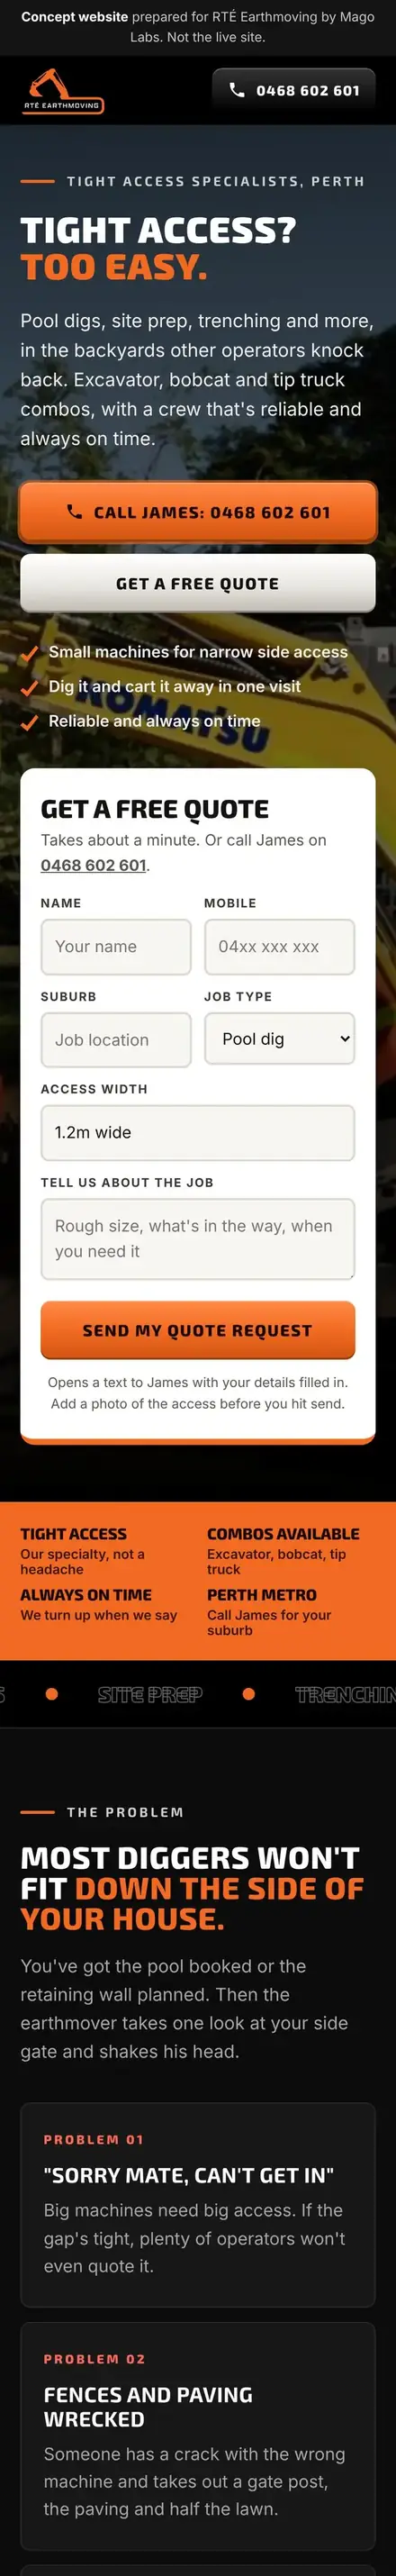 Concept website prepared for RTÉ Earthmoving by Mago
Labs. Not the live site.
RTÉ EARTHMOVING
0468 602 601
TIGHT ACCESS SPECIALISTS, PERTH
TIGHT ACCESS?
TOO EASY.
Pool digs, site prep, trenching and more,
in the backyards other operators knock
back. Excavator, bobcat and tip truck
combos, with a crew that's reliable and
always on time.
CALL JAMES: 0468 602 601
GET A FREE QUOTE
Small machines for narrow side access
Dig it and cart it away in one visit
Reliable and always on time
KOMATSU
GET A FREE QUOTE
Takes about a minute. Or call James on
0468 602 601.
NAME MOBILE
Your name 04xx xxx xxx
SUBURB JOB TYPE
Job location Pool dig
ACCESS WIDTH
1.2m wide
TELL US ABOUT THE JOB
Rough size, what's in the way, when
you need it
SEND MY QUOTE REQUEST
Opens a text to James with your details filled in.
Add a photo of the access before you hit send.
TIGHT ACCESS
Our specialty, not a
headache
COMBOS AVAILABLE
Excavator, bobcat, tip
truck
ALWAYS ON TIME
We turn up when we say
PERTH METRO
Call James for your
suburb
S SITE PREP TRENCHIN
THE PROBLEM
MOST DIGGERS WON'T
FIT DOWN THE SIDE OF
YOUR HOUSE.
You've got the pool booked or the
retaining wall planned. Then the
earthmover takes one look at your side
gate and shakes his head.
PROBLEM 01
"SORRY MATE, CAN'T GET IN"
Big machines need big access. If the
gap's tight, plenty of operators won't
even quote it.
PROBLEM 02
FENCES AND PAVING
WRECKED
Someone has a crack with the wrong
machine and takes out a gate post,
the paving and half the lawn.